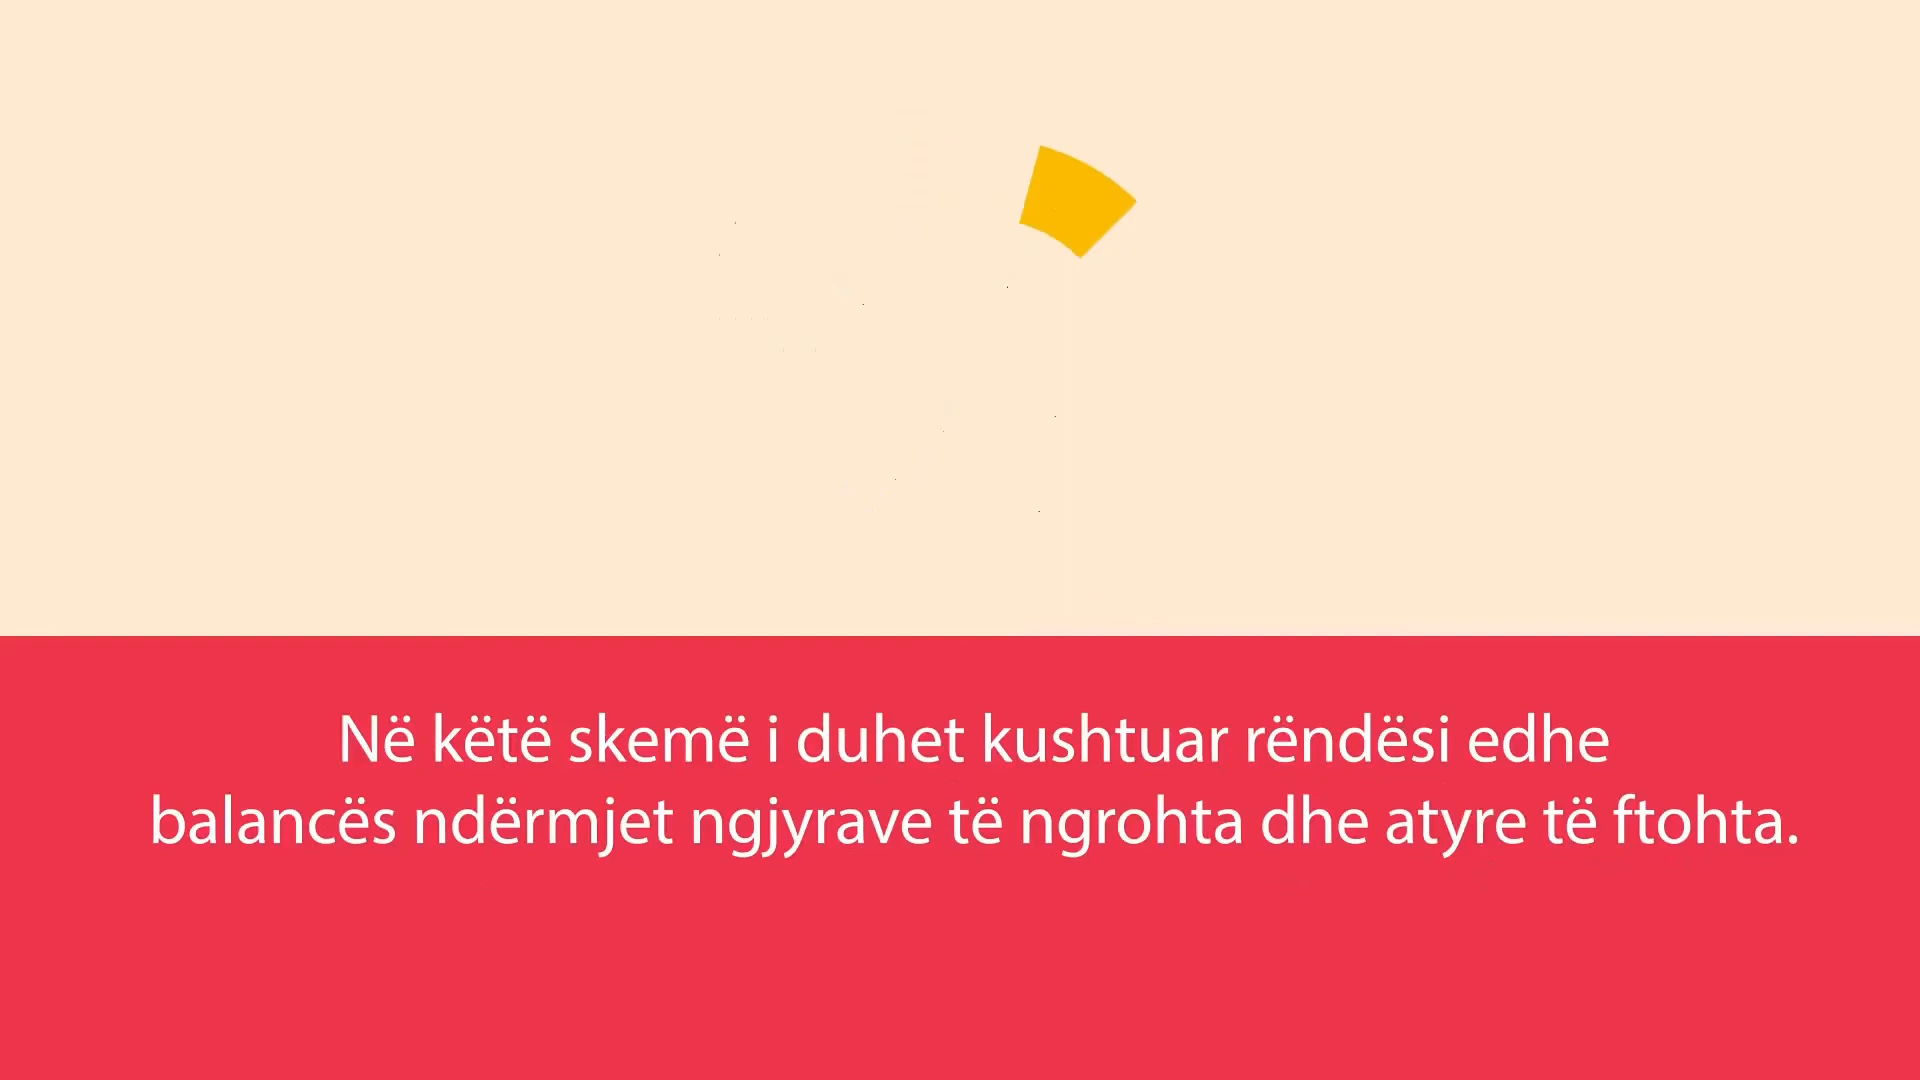 Në këtë skemë i duhet kushtuar rëndësi edhe
balancës ndërmjet ngjyrave të ngrohta dhe atyre të ftohta.